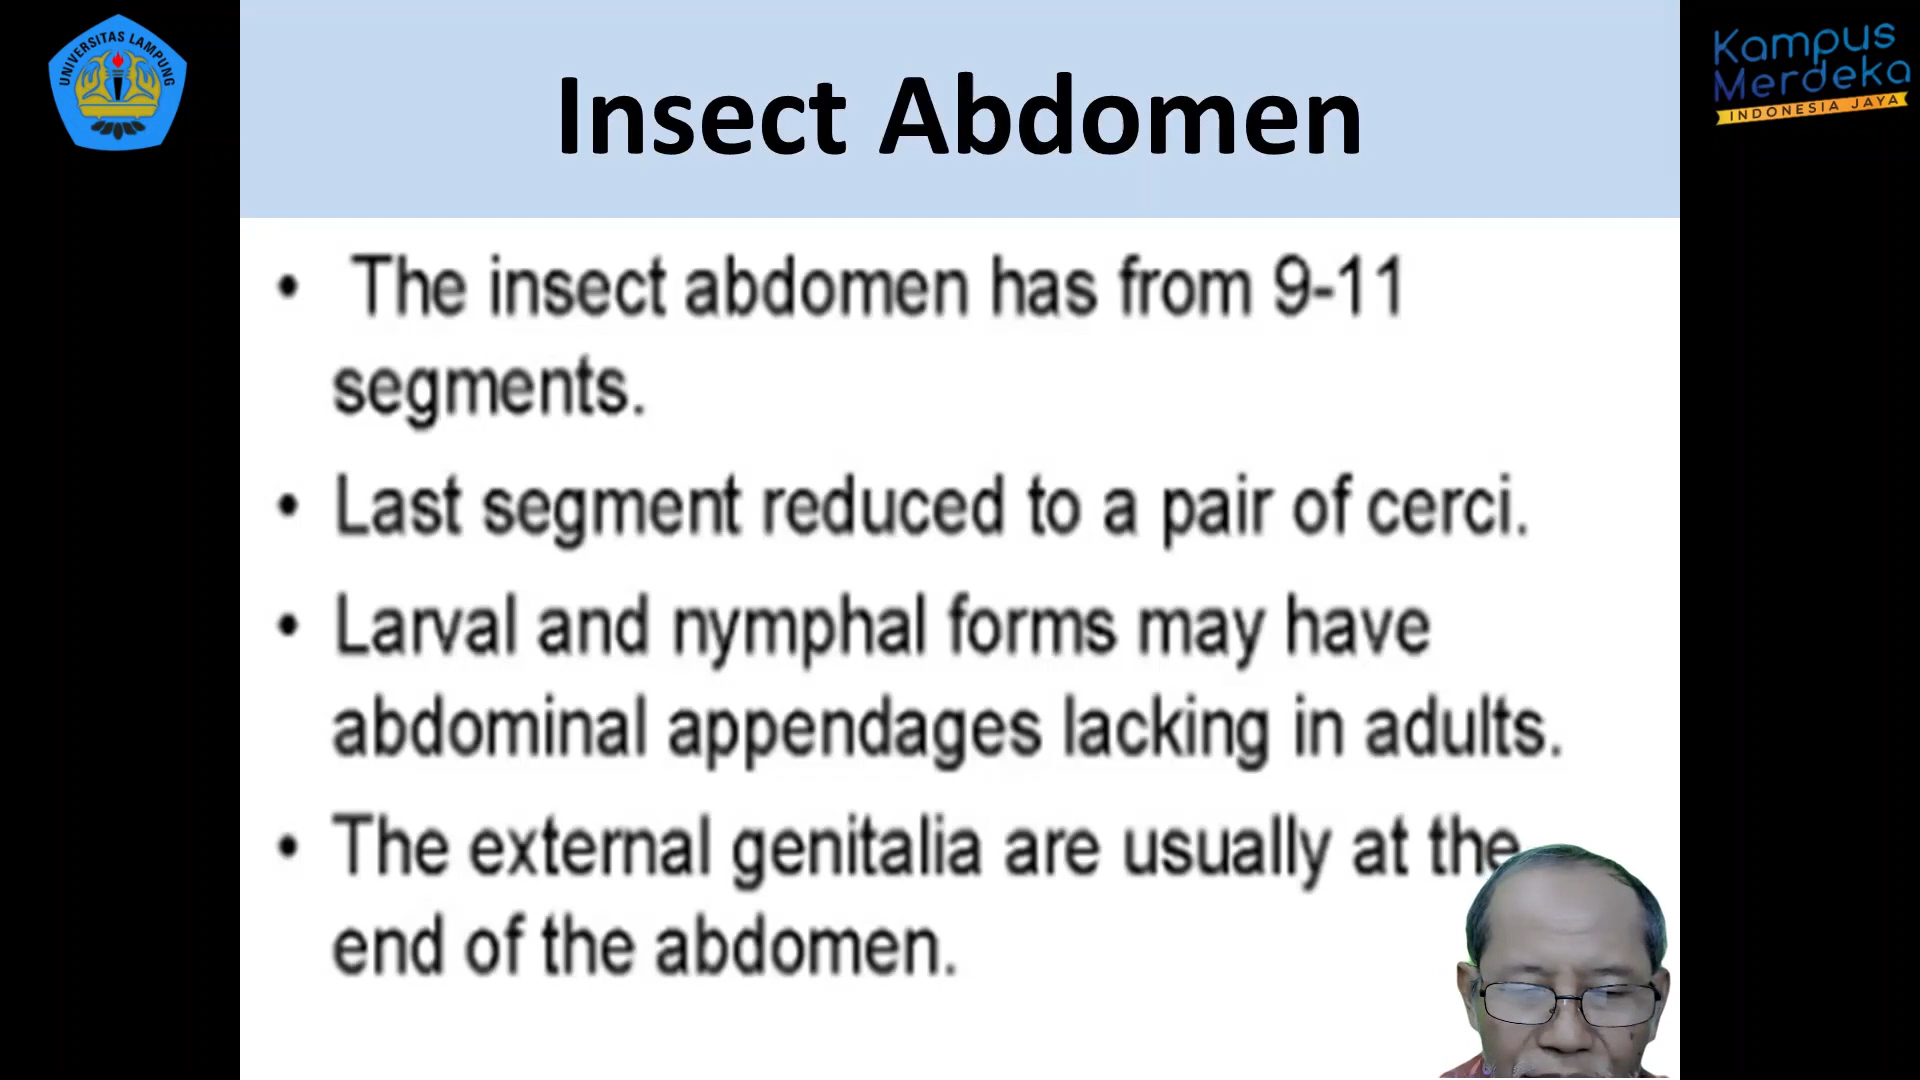 UNIVERSITAS LAMPUNG
Insect Abdomen
Kampus
Merdeka
INDONESIA JAYA
• The insect abdomen has from 9-11
segments.
• Last segment reduced to a pair of cerci.
• Larval and nymphal forms may have
abdominal appendages lacking in adults.
• The external genitalia are usually at the
end of the abdomen.